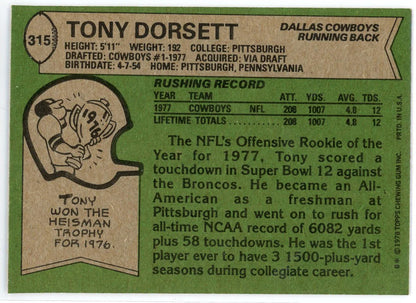 315
TONY DORSETT
DALLAS COWBOYS
RUNNING BACK
HEIGHT: 5'11" WEIGHT: 192 COLLEGE: PITTSBURGH
DRAFTED: COWBOYS #1-1977 ACQUIRED: VIA DRAFT
BIRTHDATE: 4-7-54 HOME: PITTSBURGH, PENNSYLVANIA
RUSHING RECORD
YEAR TEAM ATT. YDS. AVG. TDS.
1977 COWBOYS NFL 208 1007 4.8 12
LIFETIME TOTALS 208 1007 4.8 12
1976
TONY
WON THE
HEISMAN
TROPHY
FOR 1976.
The NFL's Offensive Rookie of the
Year for 1977, Tony scored a
touchdown in Super Bowl 12 against
the Broncos. He became an All-
American as a freshman at
Pittsburgh and went on to rush for
all-time NCAA record of 6082 yards
plus 58 touchdowns. He was the 1st
player ever to have 3 1500-plus-yard
seasons during collegiate career.
© 1978 TOPPS CHEWING GUM, INC. PRTD. IN U.S.A.